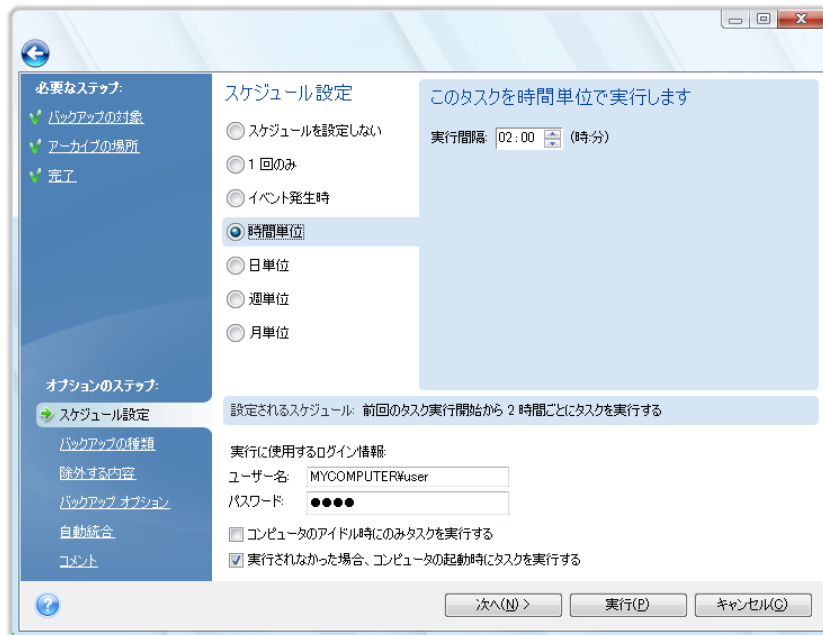 必要なステップ:
バックアップの対象
アーカイブの場所
完了
オプションのステップ:
スケジュール設定
バックアップの種類
除外する内容
バックアップ オプション
自動統合
コメント
スケジュール設定
スケジュールを設定しない
1 回のみ
イベント発生時
時間単位
日単位
週単位
月単位
このタスクを時間単位で実行します
実行間隔: 02:00 (時:分)
設定されるスケジュール: 前回のタスク実行開始から 2 時間ごとにタスクを実行する
実行に使用するログイン情報:
ユーザー名: MYCOMPUTER¥user
パスワード: ●●●●
コンピュータのアイドル時にのみタスクを実行する
実行されなかった場合、コンピュータの起動時にタスクを実行する
次へ(N) > 実行(P) キャンセル(C)